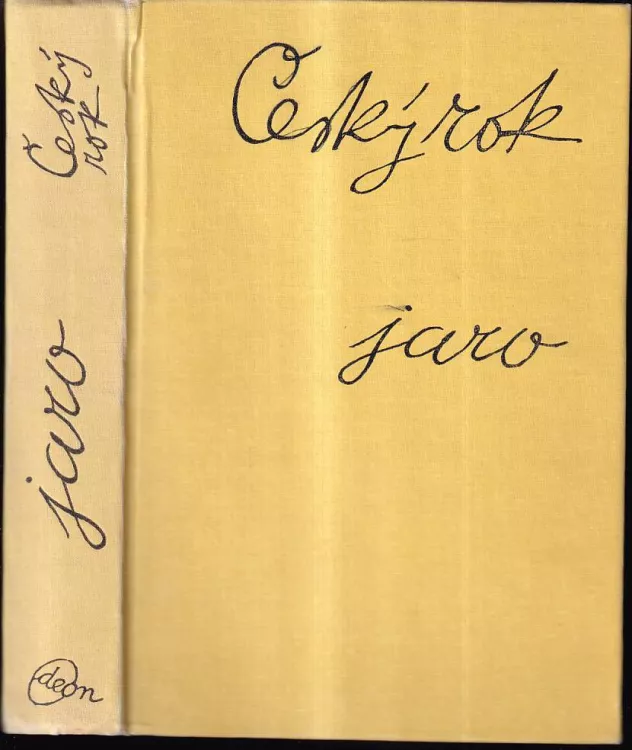 Český
rok
jaro
Odeon
Český rok
jaro